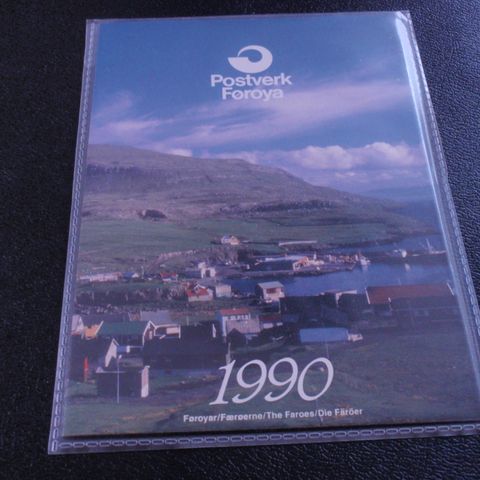 Postverk
Føroya
1990
Føroyar/Færøerne/The Faroes/Die Färöer